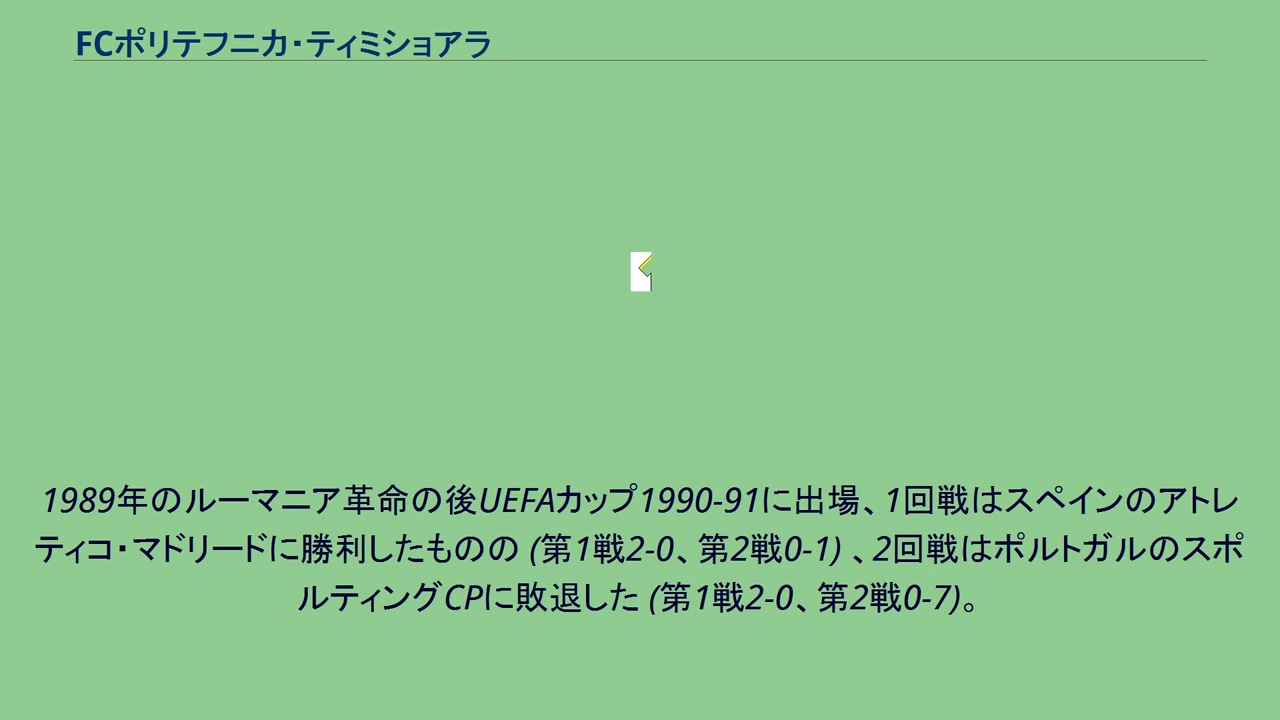 FCポリテフニカ・ティミショアラ
1989年のルーマニア革命の後UEFAカップ1990-91に出場、1回戦はスペインのアトレ
ティコ・マドリードに勝利したものの (第1戦2-0、第2戦0-1) 、2回戦はポルトガルのスポ
ルティングCPに敗退した (第1戦2-0、第2戦0-7)。